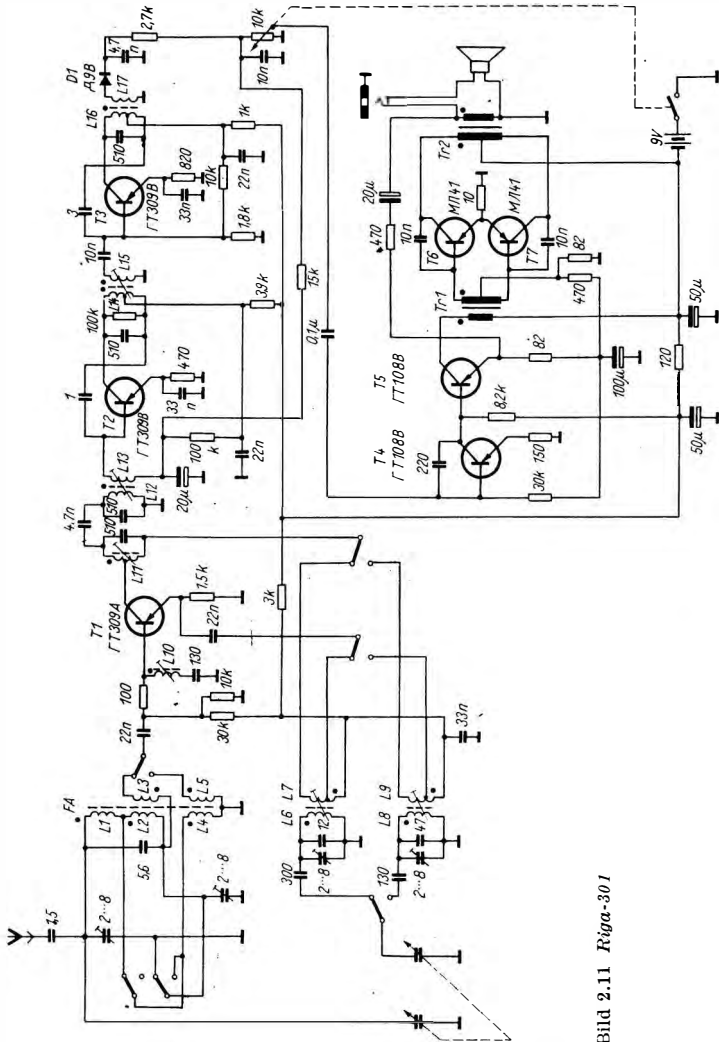 1,5
2...8
FA
L1
L2
L3
L4
L5
5,6
2...8
22n
100
30k
10k
L10
130
T1
ГТ309А
22n
1.5k
L11
510
4,7n
510
L12
L13
20µ
1
T2
ГТ309В
33
n
470
100
k
22n
510
100k
L14
L15
3,9k
10n
3
T3
ГТ309В
33n
820
10k
1,8k
22n
510
1k
L16
L17
D1
Д9В
4,7
n
2,7k
10k
10n
15k
0,1µ
3k
300
2...8
12
L6
L7
130
2...8
47
L8
L9
33n
T4
ГТ108В
220
30k
150
8,2k
T5
ГТ108В
82
100µ
470
20µ
Tr1
470
82
10n
T6
МП41
10
МП41
T7
10n
Tr2
9V
50µ
120
50µ
Bild 2.11 Riga-301